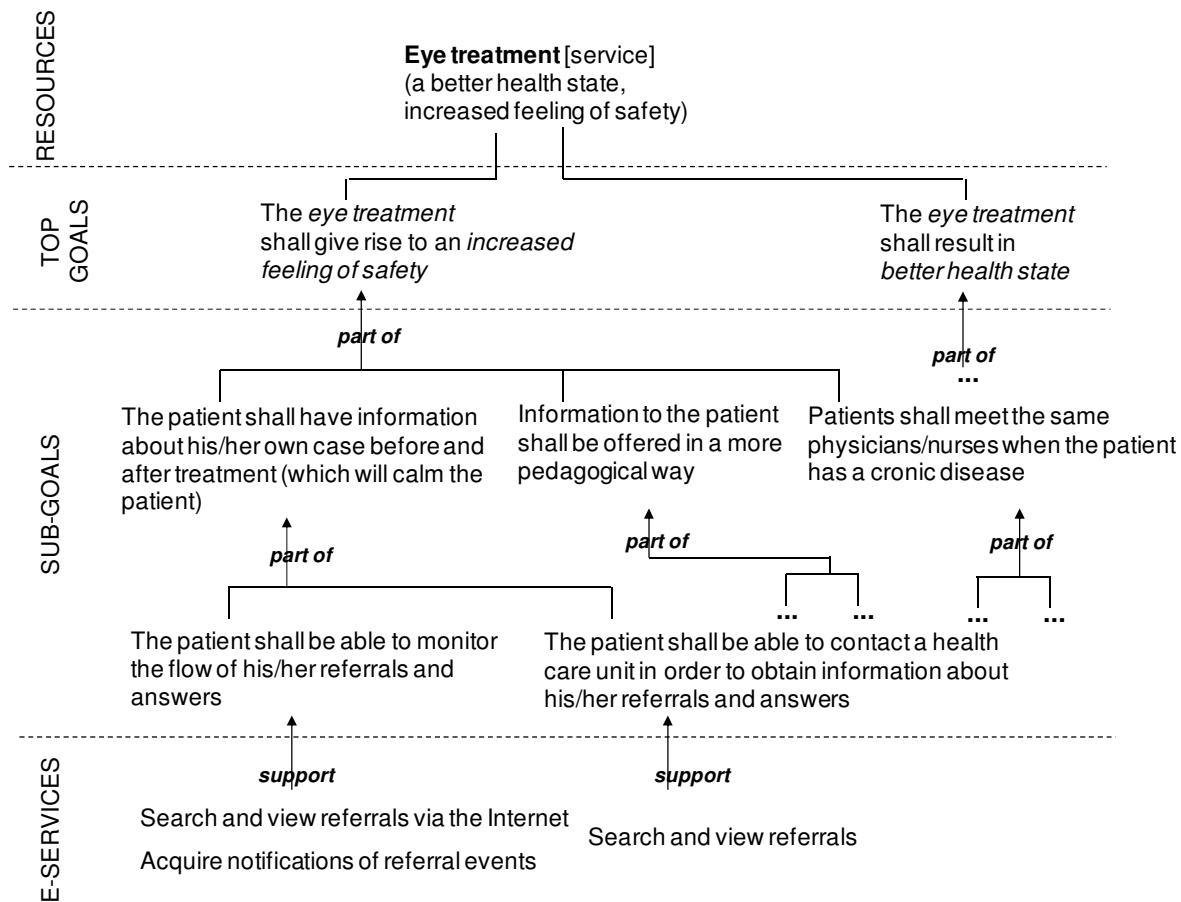 RESOURCES
Eye treatment [service]
(a better health state,
increased feeling of safety)
TOP
GOALS
The eye treatment
shall give rise to an increased
feeling of safety
The eye treatment
shall result in
better health state
part of
part of
...
SUB-GOALS
The patient shall have information
about his/her own case before and
after treatment (which will calm the
patient)
Information to the patient
shall be offered in a more
pedagogical way
Patients shall meet the same
physicians/nurses when the patient
has a cronic disease
part of
part of
part of
...
...
...
...
The patient shall be able to monitor
the flow of his/her referrals and
answers
The patient shall be able to contact a health
care unit in order to obtain information about
his/her referrals and answers
E-SERVICES
support
support
Search and view referrals via the Internet
Acquire notifications of referral events
Search and view referrals